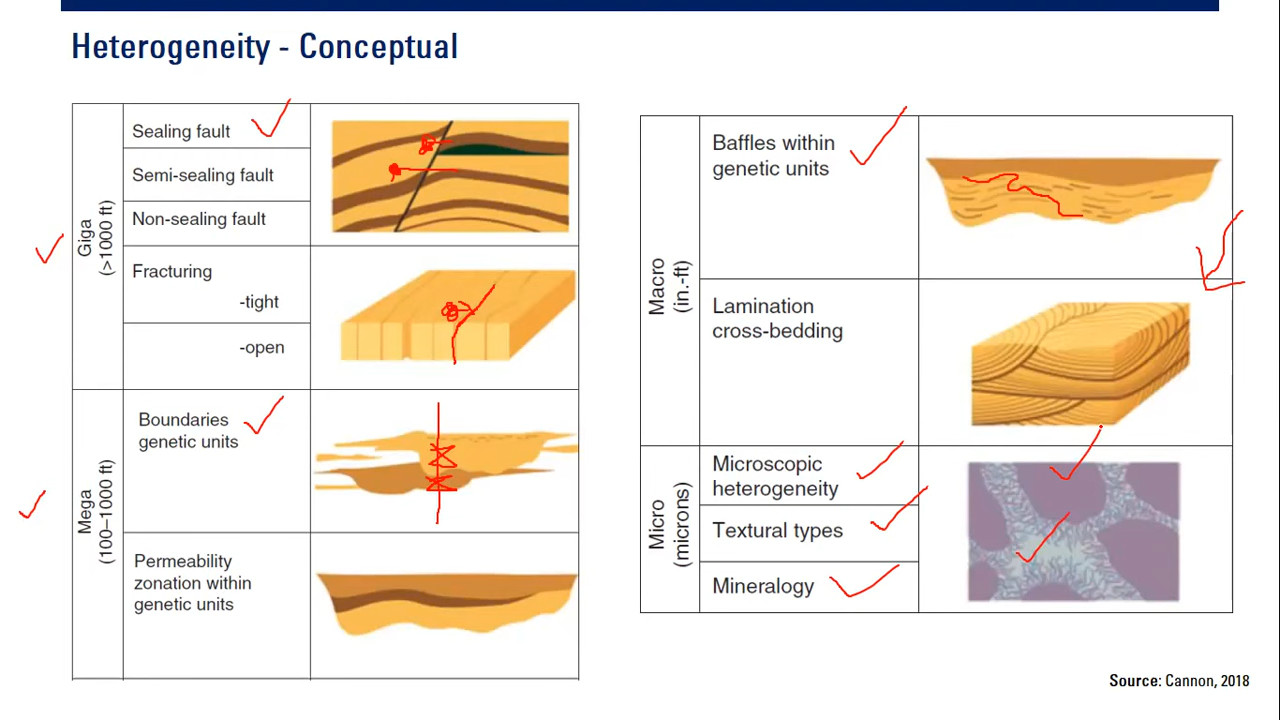 Heterogeneity - Conceptual
Giga
(>1000 ft)
Sealing fault
Semi-sealing fault
Non-sealing fault
Fracturing
-tight
-open
Mega
(100–1000 ft)
Boundaries
genetic units
Permeability
zonation within
genetic units
Macro
(in.-ft)
Baffles within
genetic units
Lamination
cross-bedding
Micro
(microns)
Microscopic
heterogeneity
Textural types
Mineralogy
Source: Cannon, 2018